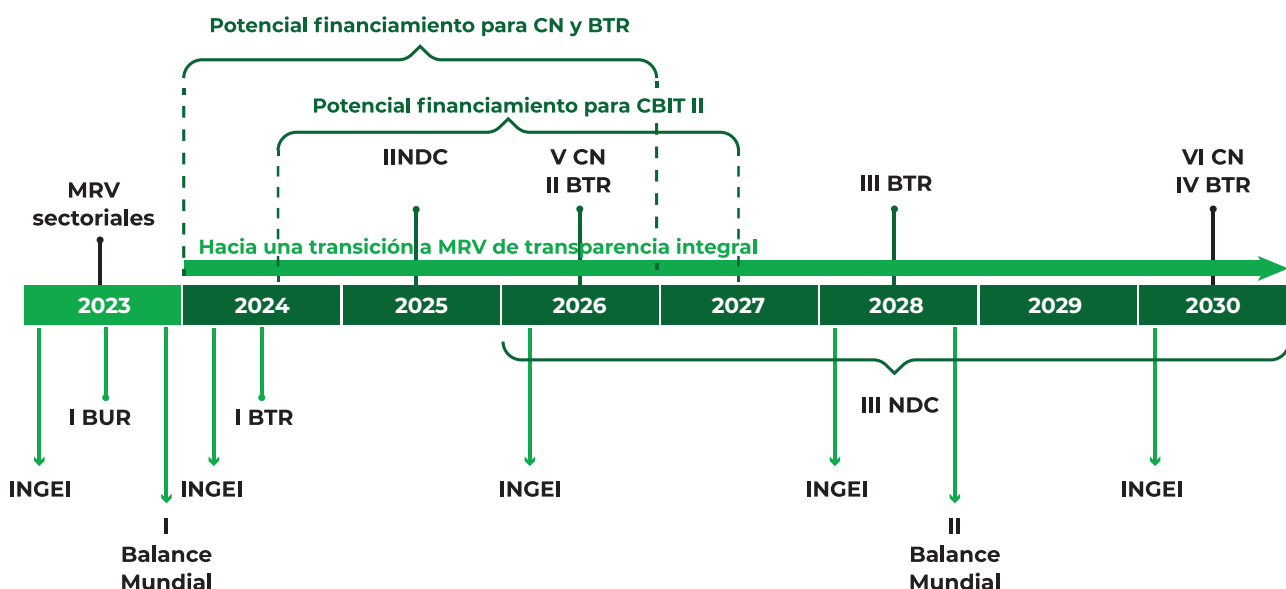 Potencial financiamiento para CN y BTR
Potencial financiamiento para CBIT II
MRV
sectoriales
IINDC
V CN
II BTR
III BTR
VI CN
IV BTR
Hacia una transición a MRV de transparencia integral
2023
2024
2025
2026
2027
2028
2029
2030
I BUR
I BTR
III NDC
INGEI
INGEI
INGEI
INGEI
INGEI
I
Balance
Mundial
II
Balance
Mundial